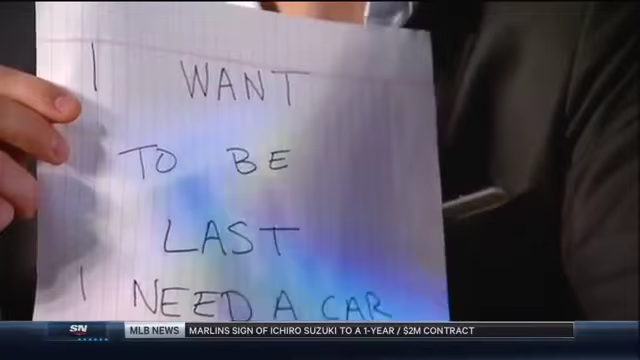 I WANT
TO BE
LAST
I NEED A CAR
SN MLB NEWS MARLINS SIGN OF ICHIRO SUZUKI TO A 1-YEAR / $2M CONTRACT